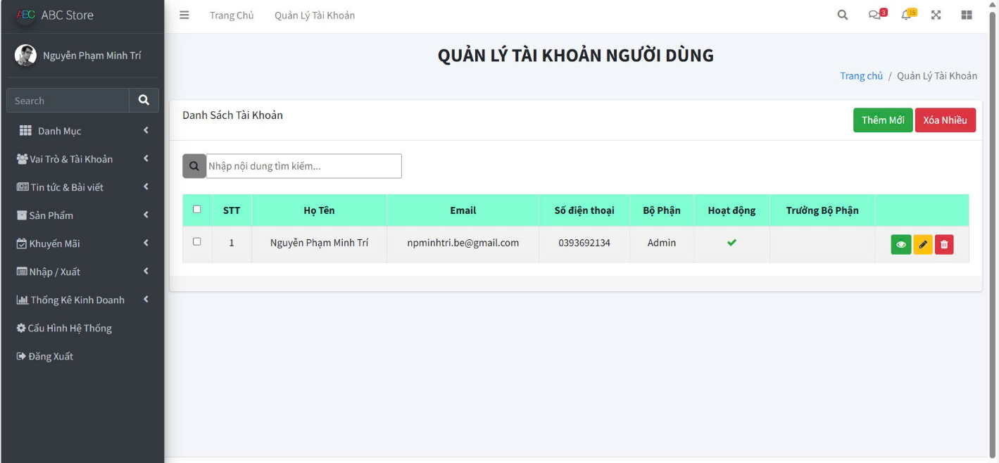 ABC ABC Store
Trang Chủ Quản Lý Tài Khoản
3 15
Nguyễn Phạm Minh Trí
Search
Danh Mục
Vai Trò & Tài Khoản
Tin tức & Bài viết
Sản Phẩm
Khuyến Mãi
Nhập / Xuất
Thống Kê Kinh Doanh
Cấu Hình Hệ Thống
Đăng Xuất
QUẢN LÝ TÀI KHOẢN NGƯỜI DÙNG
Trang chủ / Quản Lý Tài Khoản
Danh Sách Tài Khoản
Thêm Mới Xóa Nhiều
Nhập nội dung tìm kiếm...
STT Họ Tên Email Số điện thoại Bộ Phận Hoạt động Trưởng Bộ Phận
1 Nguyễn Phạm Minh Trí npminhtri.be@gmail.com 0393692134 Admin